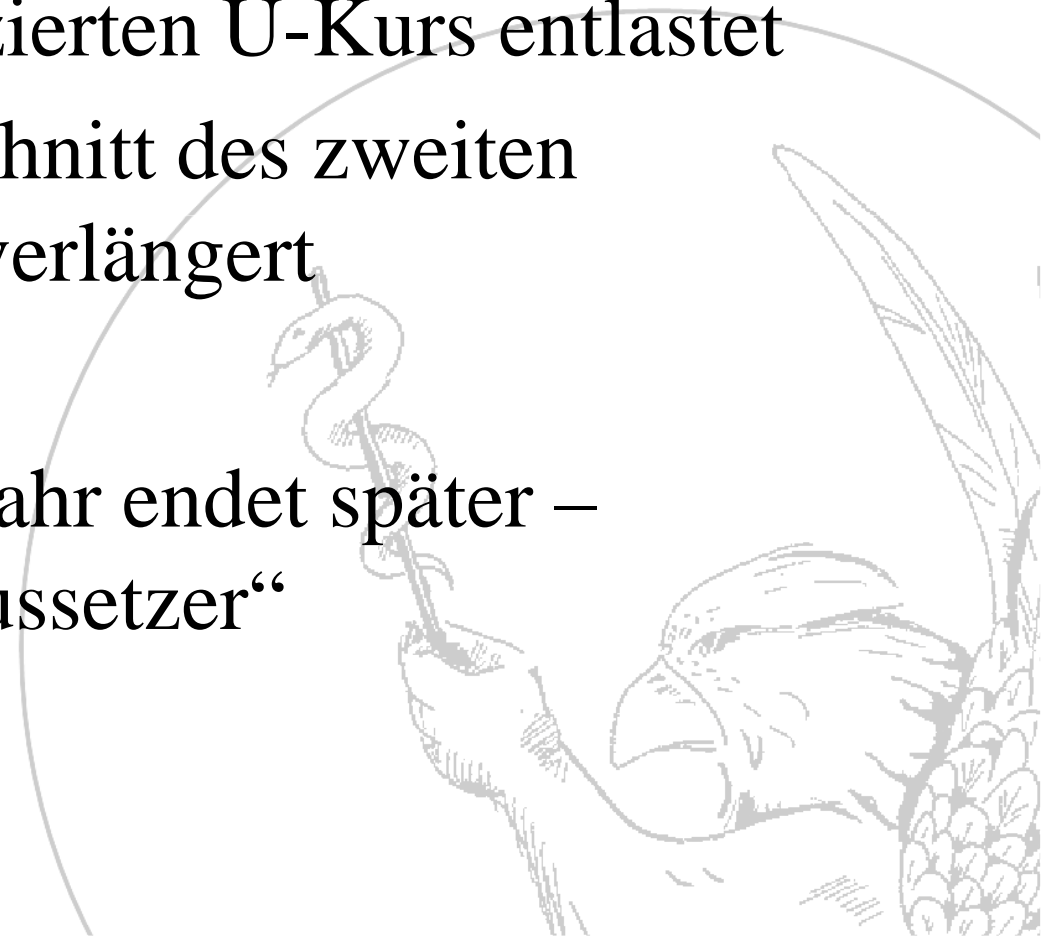 zierten U-Kurs entlastet
hnitt des zweiten
verlängert
ahr endet später –
ussetzer“